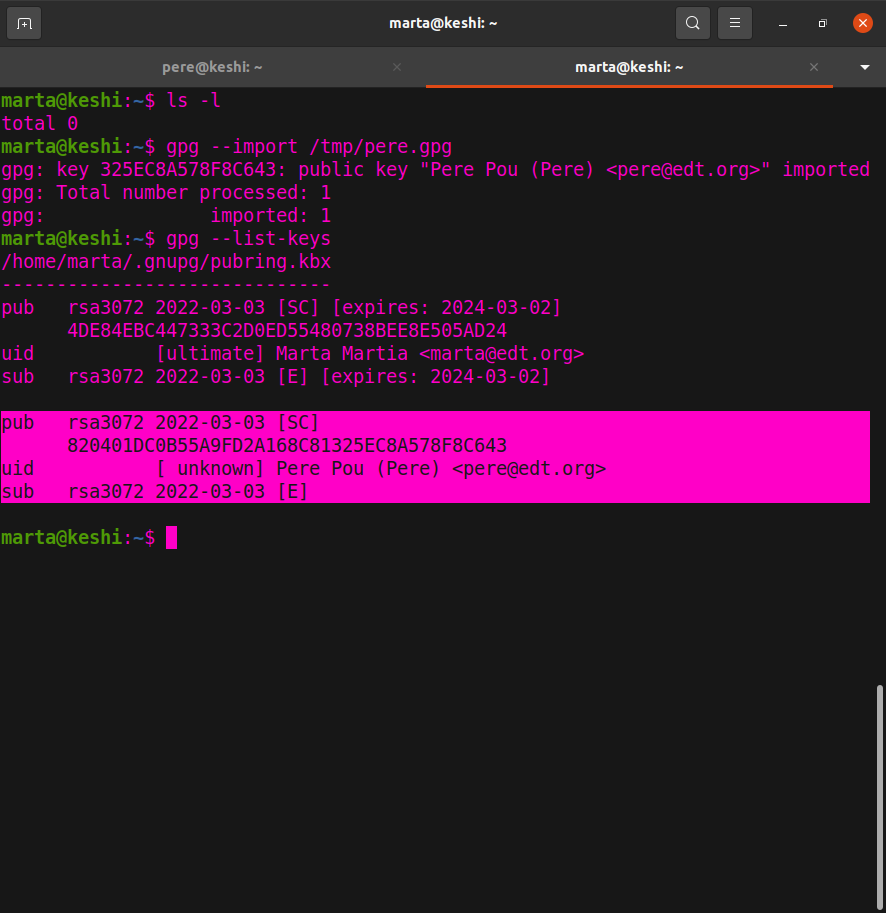 marta@keshi: ~
pere@keshi: ~
marta@keshi: ~
marta@keshi:~$ ls -l
total 0
marta@keshi:~$ gpg --import /tmp/pere.gpg
gpg: key 325EC8A578F8C643: public key "Pere Pou (Pere) <pere@edt.org>" imported
gpg: Total number processed: 1
gpg:               imported: 1
marta@keshi:~$ gpg --list-keys
/home/marta/.gnupg/pubring.kbx
------------------------------
pub   rsa3072 2022-03-03 [SC] [expires: 2024-03-02]
      4DE84EBC447333C2D0ED55480738BEE8E505AD24
uid           [ultimate] Marta Martia <marta@edt.org>
sub   rsa3072 2022-03-03 [E] [expires: 2024-03-02]
pub   rsa3072 2022-03-03 [SC]
      820401DC0B55A9FD2A168C81325EC8A578F8C643
uid           [ unknown] Pere Pou (Pere) <pere@edt.org>
sub   rsa3072 2022-03-03 [E]
marta@keshi:~$